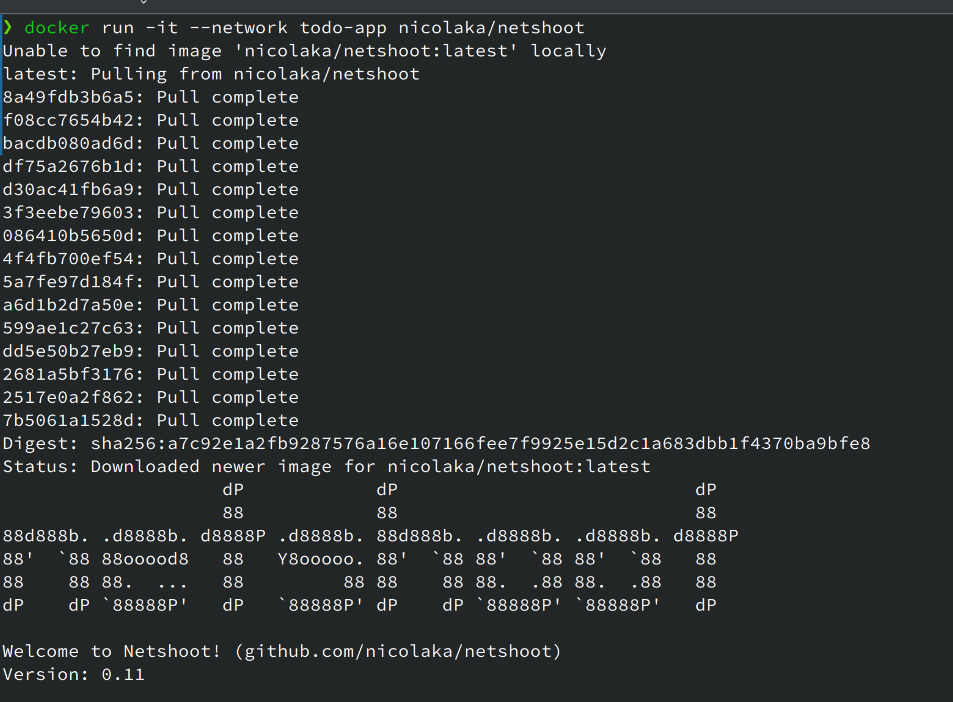 ❯ docker run -it --network todo-app nicolaka/netshoot
Unable to find image 'nicolaka/netshoot:latest' locally
latest: Pulling from nicolaka/netshoot
8a49fdb3b6a5: Pull complete
f08cc7654b42: Pull complete
bacdb080ad6d: Pull complete
df75a2676b1d: Pull complete
d30ac41fb6a9: Pull complete
3f3eebe79603: Pull complete
086410b5650d: Pull complete
4f4fb700ef54: Pull complete
5a7fe97d184f: Pull complete
a6d1b2d7a50e: Pull complete
599ae1c27c63: Pull complete
dd5e50b27eb9: Pull complete
2681a5bf3176: Pull complete
2517e0a2f862: Pull complete
7b5061a1528d: Pull complete
Digest: sha256:a7c92e1a2fb9287576a16e107166fee7f9925e15d2c1a683dbb1f4370ba9bfe8
Status: Downloaded newer image for nicolaka/netshoot:latest
                    dP            dP                           dP
                    88            88                           88
88d888b. .d8888b. d8888P .d8888b. 88d888b. .d8888b. .d8888b. d8888P
88'  `88 88ooood8   88   Y8ooooo. 88'  `88 88'  `88 88'  `88   88
88    88 88.  ...   88         88 88    88 88.  .88 88.  .88   88
dP    dP `88888P'   dP   `88888P' dP    dP `88888P' `88888P'   dP

Welcome to Netshoot! (github.com/nicolaka/netshoot)
Version: 0.11